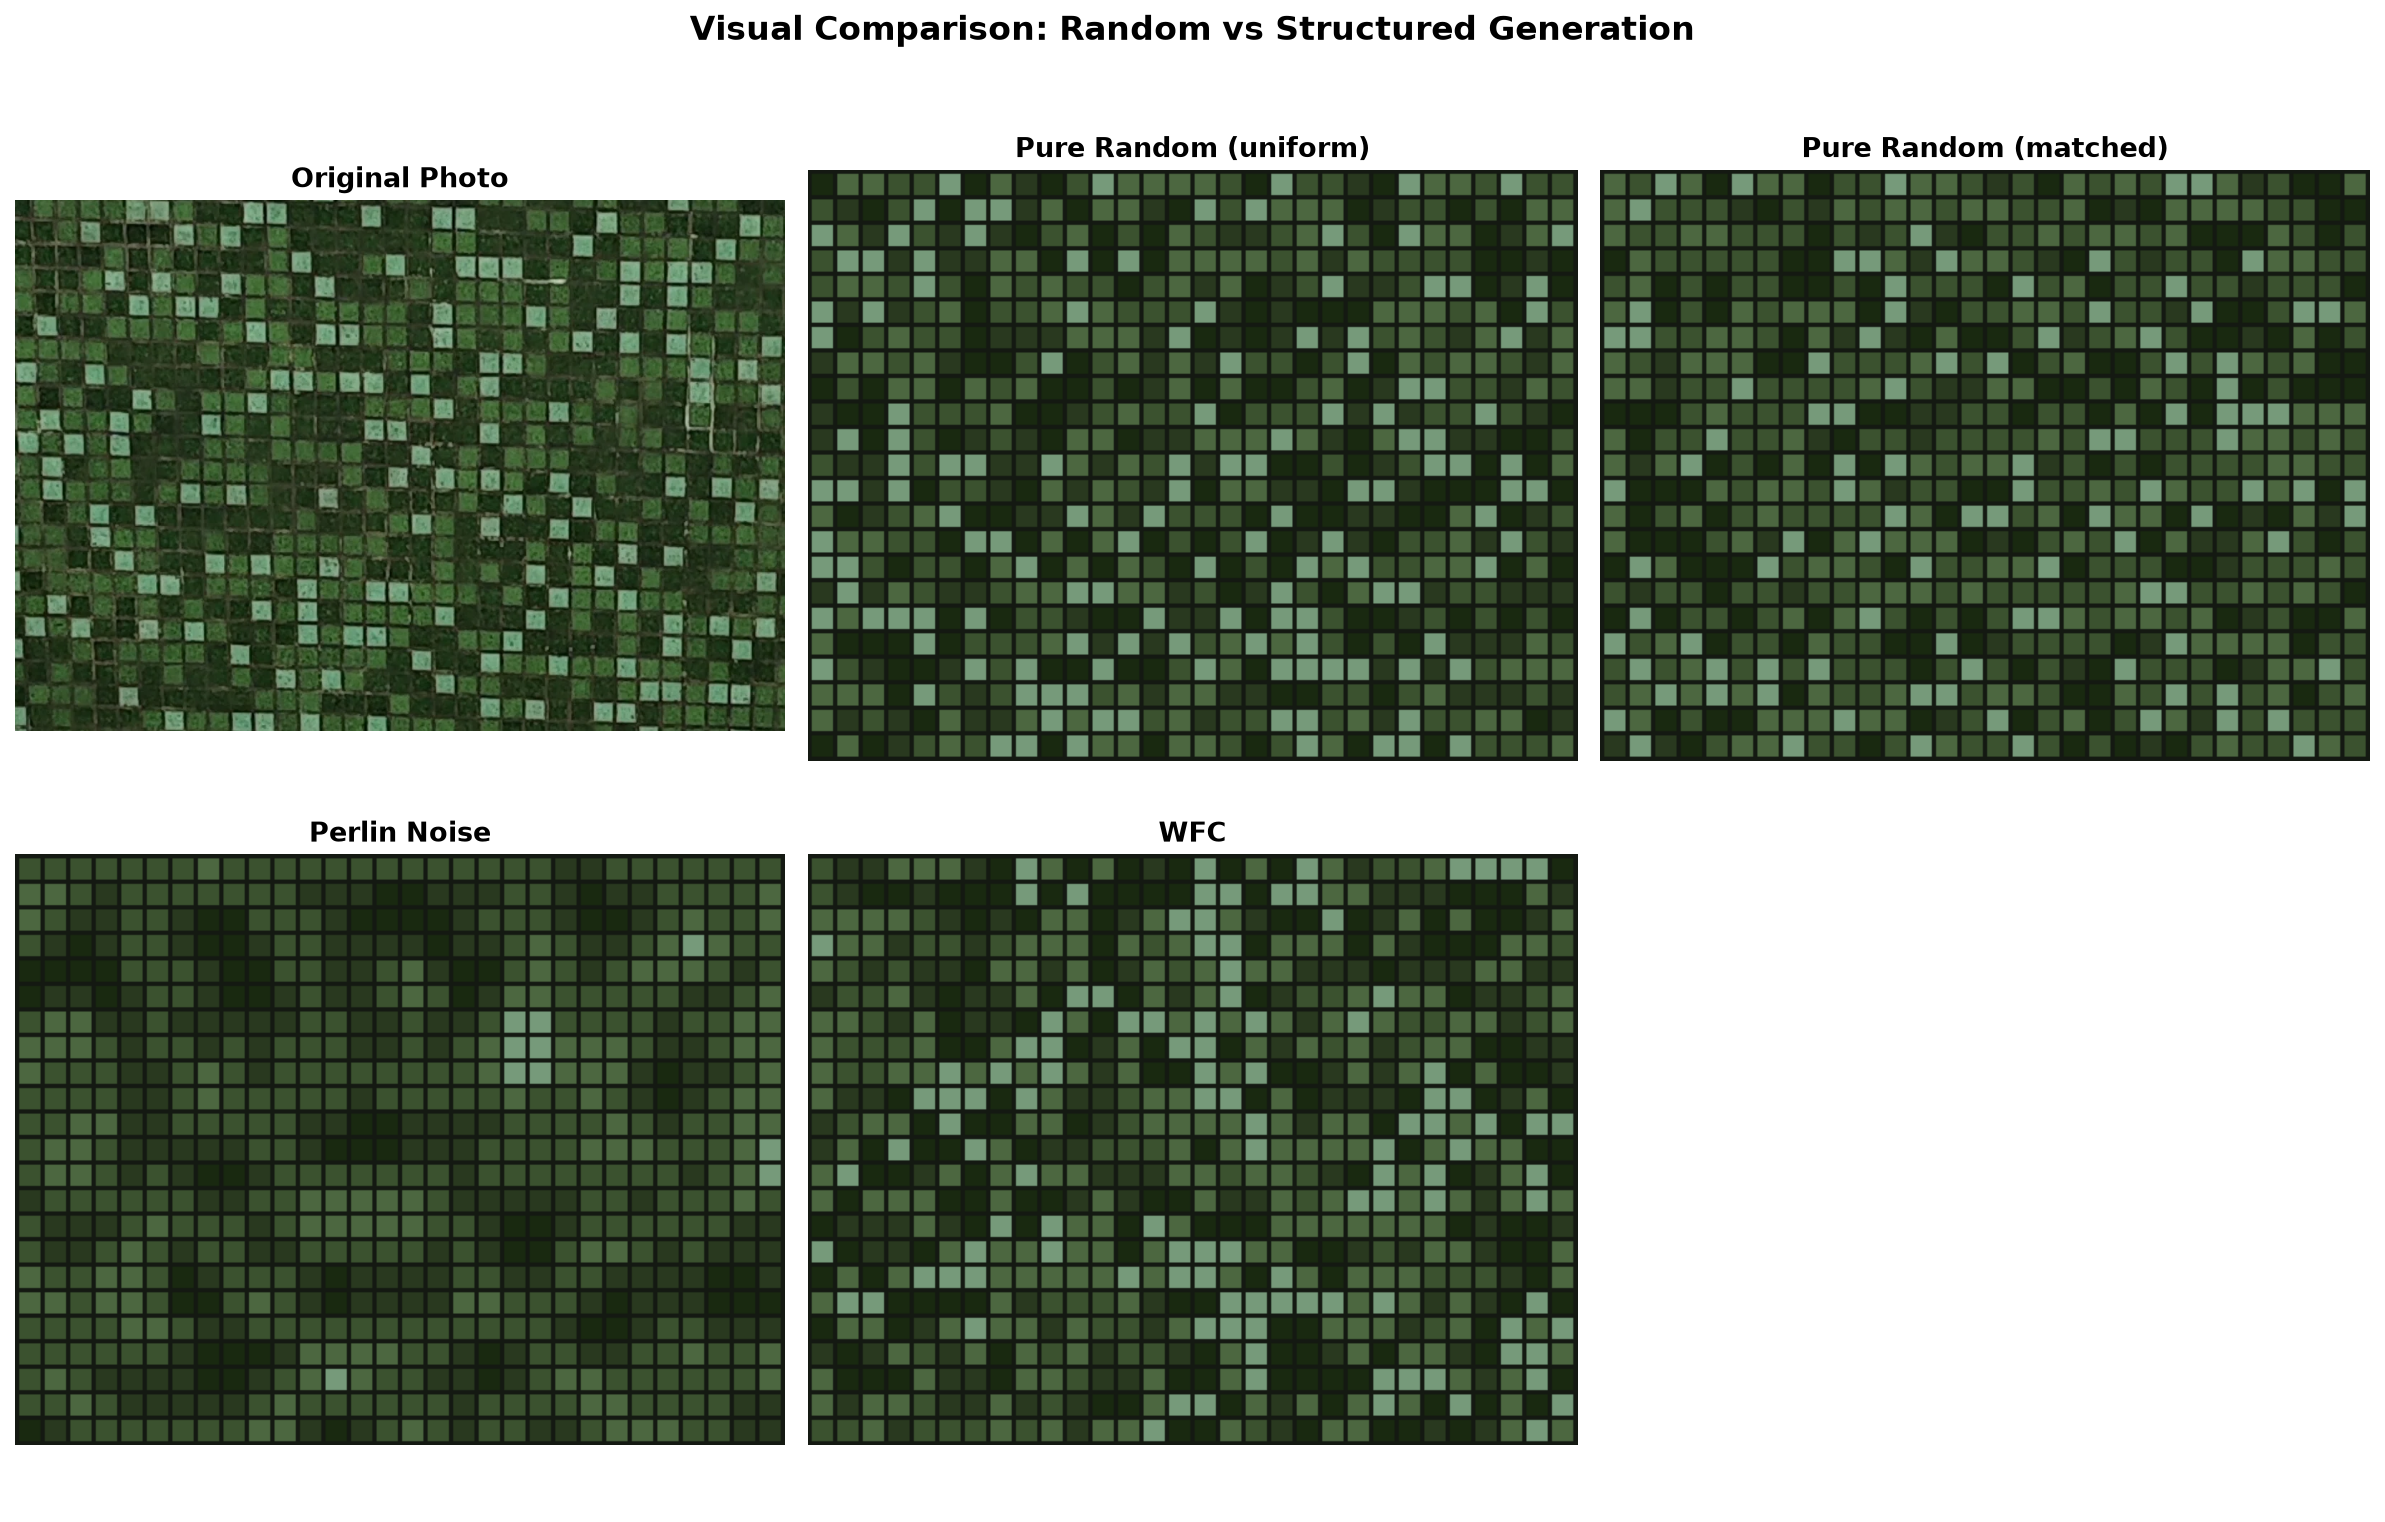 Visual Comparison: Random vs Structured Generation
Original Photo
Pure Random (uniform)
Pure Random (matched)
Perlin Noise
WFC